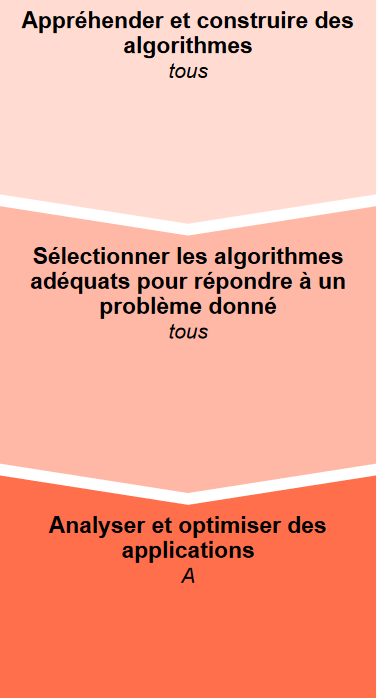 Appréhender et construire des
algorithmes
tous
Sélectionner les algorithmes
adéquats pour répondre à un
problème donné
tous
Analyser et optimiser des
applications
A